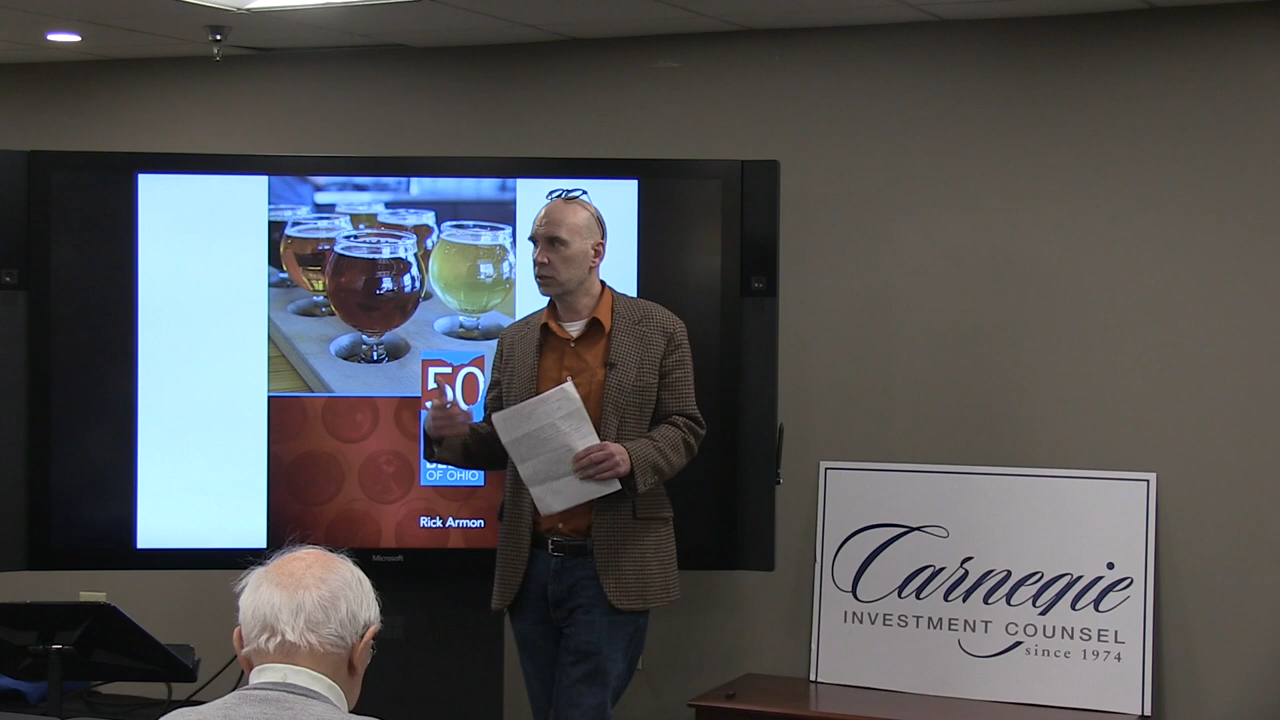 50
OF OHIO
Rick Armon
Microsoft
Carnegie
INVESTMENT COUNSEL
since 1974